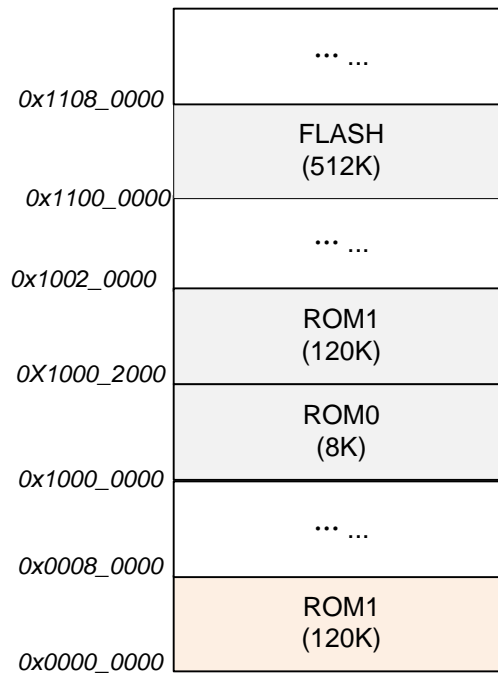 ... ...
0x1108_0000
FLASH
(512K)
0x1100_0000
... ...
0x1002_0000
ROM1
(120K)
0X1000_2000
ROM0
(8K)
0x1000_0000
... ...
0x0008_0000
ROM1
(120K)
0x0000_0000